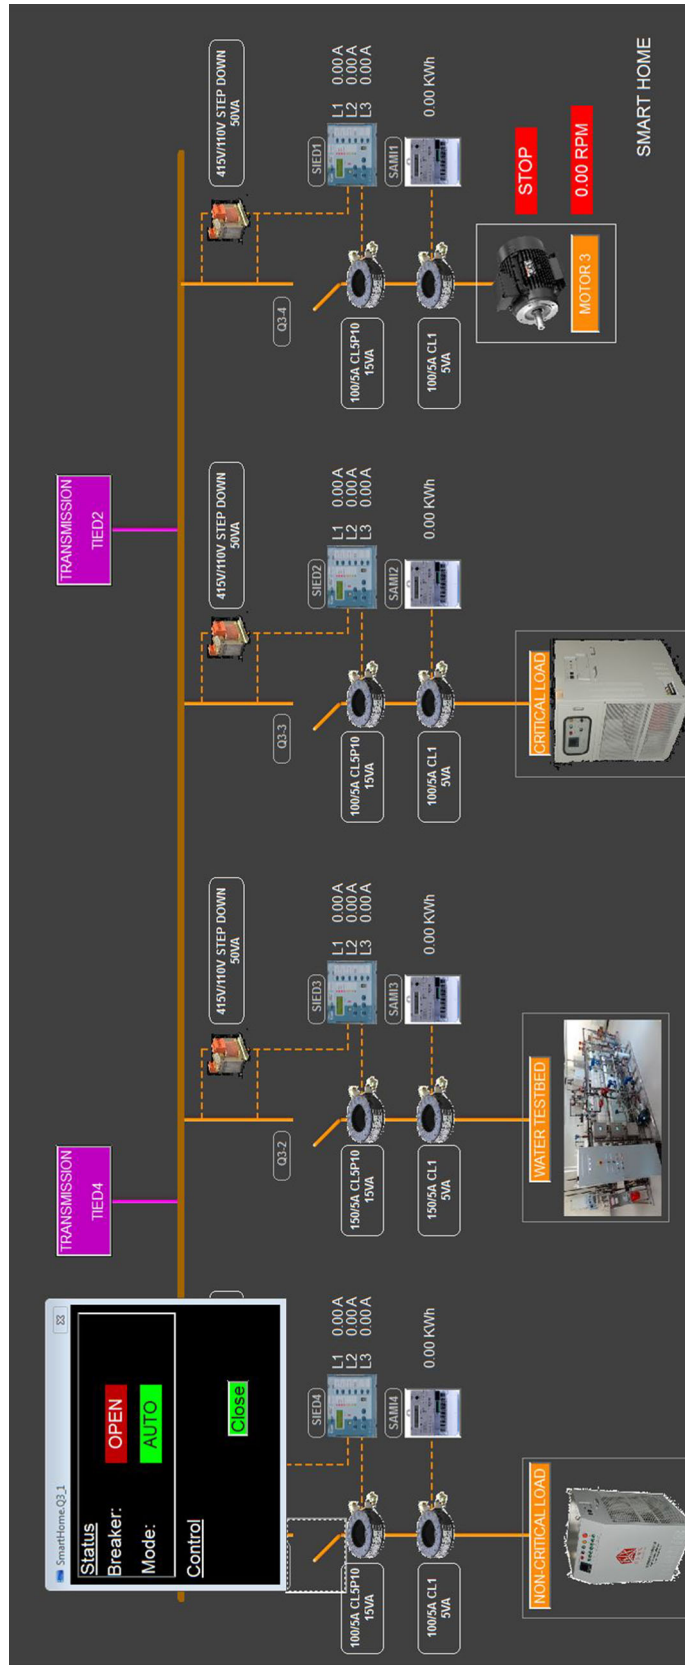 TRANSMISSION
TIED4
TRANSMISSION
TIED2
SmartHome.Q3_1
Status
Breaker:
OPEN
Mode:
AUTO
Control
Close
415V/110V STEP DOWN
50VA
415V/110V STEP DOWN
50VA
415V/110V STEP DOWN
50VA
Q3-2
Q3-3
Q3-4
100/5A CL5P10
15VA
SIED4
L1 0.00 A
L2 0.00 A
L3 0.00 A
150/5A CL5P10
15VA
SIED3
L1 0.00 A
L2 0.00 A
L3 0.00 A
100/5A CL5P10
15VA
SIED2
L1 0.00 A
L2 0.00 A
L3 0.00 A
100/5A CL5P10
15VA
SIED1
L1 0.00 A
L2 0.00 A
L3 0.00 A
100/5A CL1
5VA
SAMI4
0.00 KWh
150/5A CL1
5VA
SAMI3
0.00 KWh
100/5A CL1
5VA
SAMI2
0.00 KWh
100/5A CL1
5VA
SAMI1
0.00 KWh
NON-CRITICAL LOAD
WATER TESTBED
CRITICAL LOAD
MOTOR 3
STOP
0.00 RPM
SMART HOME